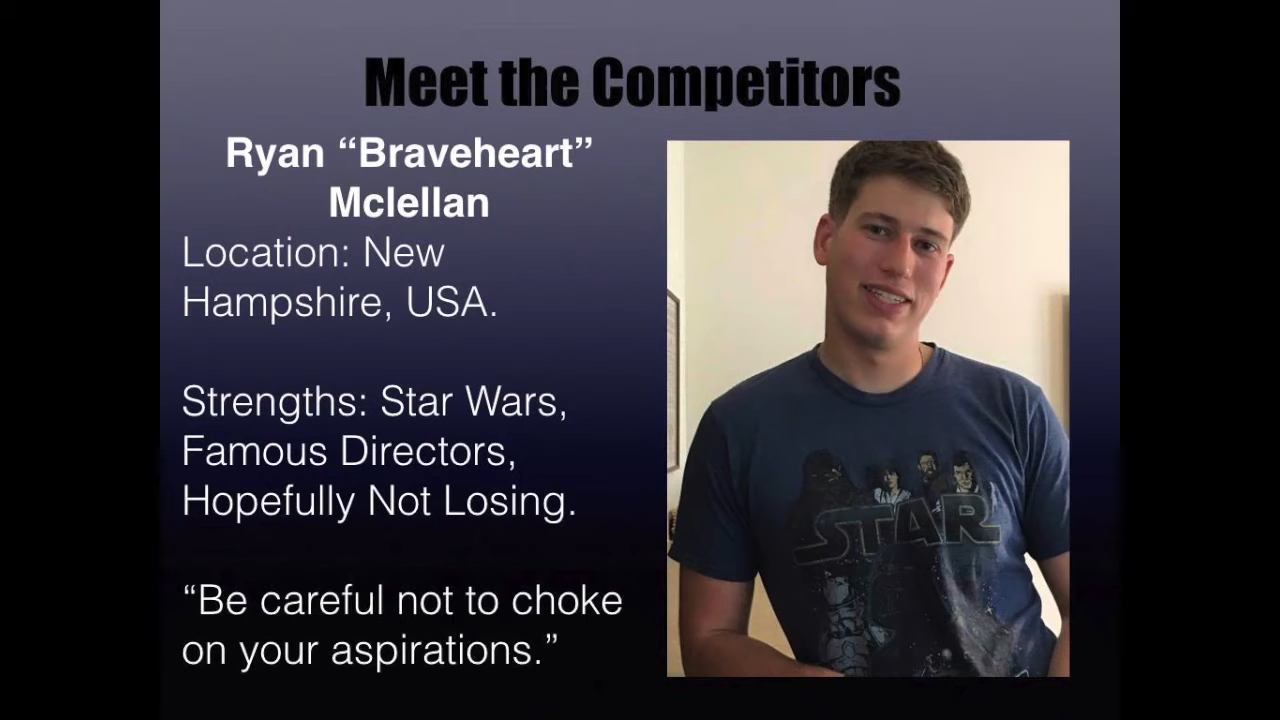 Meet the Competitors
Ryan “Braveheart”
Mclellan
Location: New
Hampshire, USA.
Strengths: Star Wars,
Famous Directors,
Hopefully Not Losing.
“Be careful not to choke
on your aspirations.”
STAR